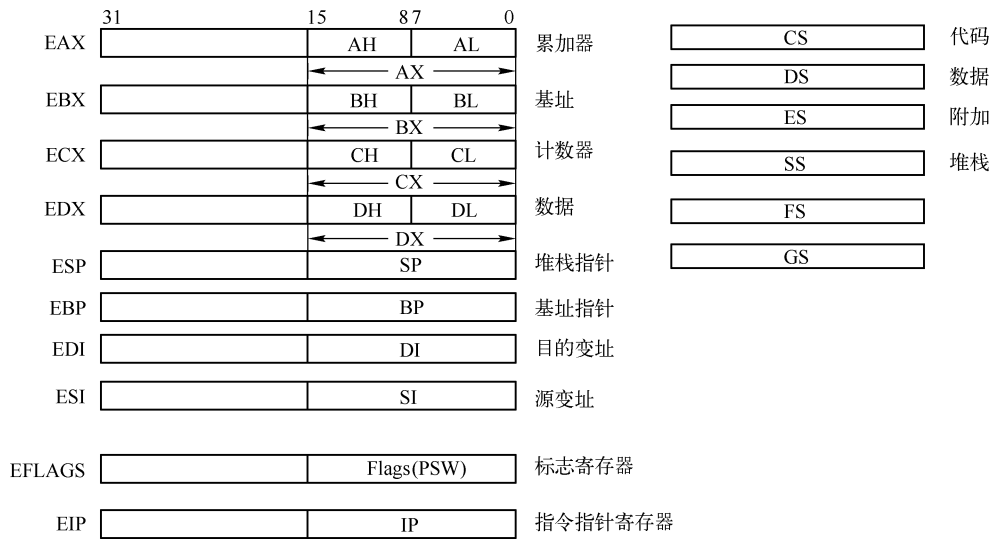 31 15 8 7 0
EAX AH AL 累加器 CS 代码
AX
DS 数据
EBX BH BL 基址 ES 附加
BX
ECX CH CL 计数器 SS 堆栈
CX
EDX DH DL 数据 FS
DX
ESP SP 堆栈指针 GS
EBP BP 基址指针
EDI DI 目的变址
ESI SI 源变址
EFLAGS Flags(PSW) 标志寄存器
EIP IP 指令指针寄存器